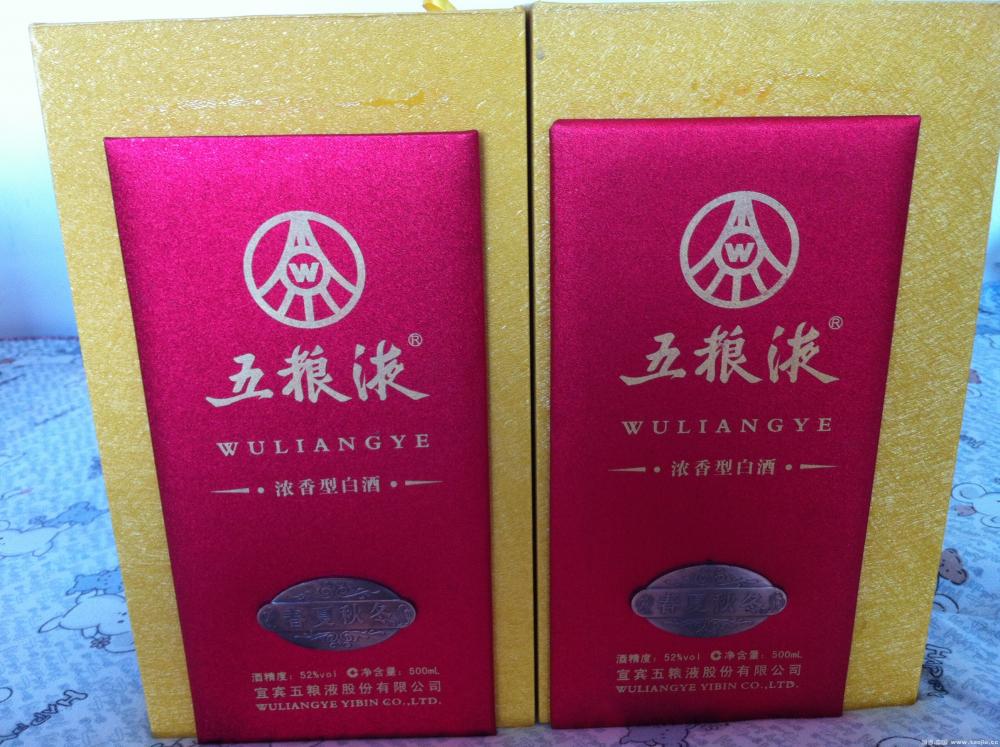 W
五粮液®
WULIANGYE
浓香型白酒
春夏秋冬
酒精度：52%vol 净含量：500mL
宜宾五粮液股份有限公司
WULIANGYE YIBIN CO.,LTD.
W
五粮液®
WULIANGYE
浓香型白酒
春夏秋冬
酒精度：52%vol 净含量：500mL
宜宾五粮液股份有限公司
WULIANGYE YIBIN CO.,LTD.